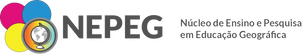 NEPEG
Núcleo de Ensino e Pesquisa
em Educação Geográfica